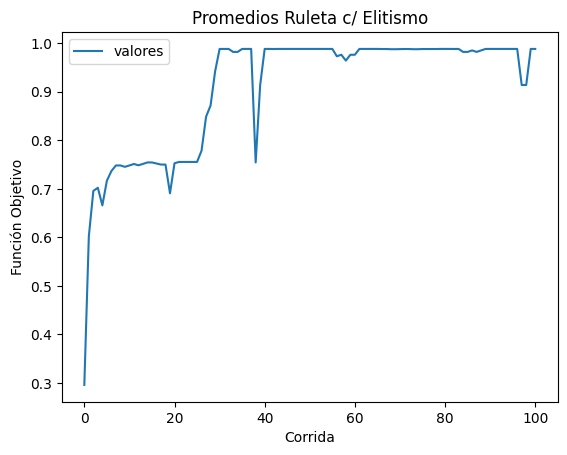 Promedios Ruleta c/ Elitismo
valores
1.0
0.9
0.8
0.7
0.6
0.5
0.4
0.3
Función Objetivo
0 20 40 60 80 100
Corrida